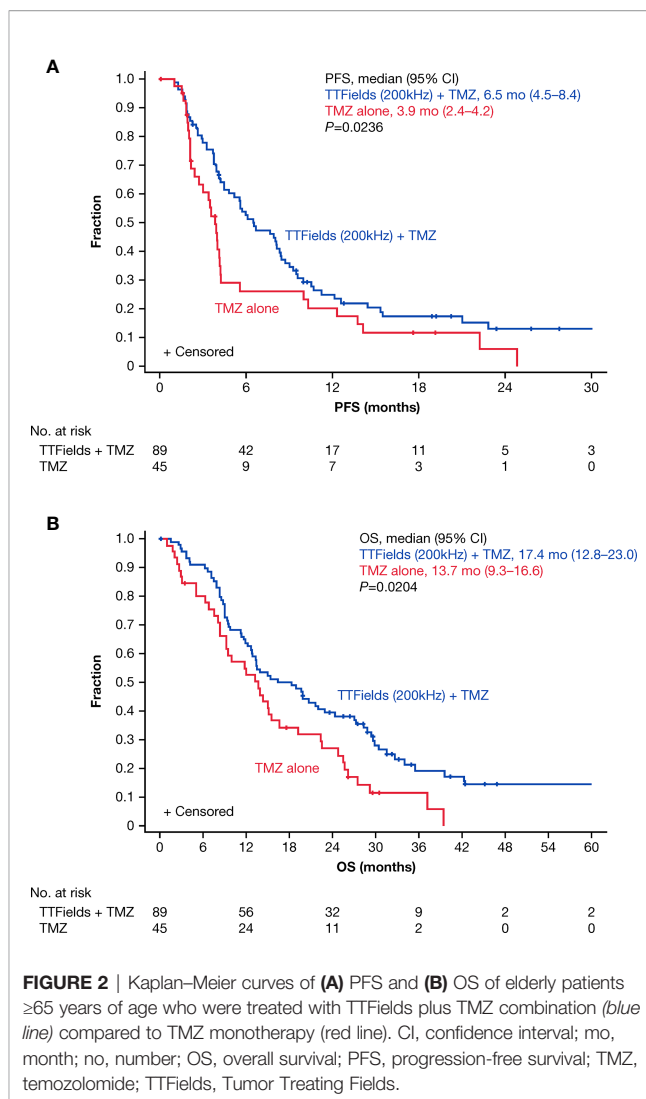 A
PFS, median (95% CI)
TTFields (200kHz) + TMZ, 6.5 mo (4.5–8.4)
TMZ alone, 3.9 mo (2.4–4.2)
P=0.0236
1.0
0.9
0.8
0.7
0.6
0.5
0.4
0.3
0.2
0.1
0
Fraction
TTFields (200kHz) + TMZ
TMZ alone
+ Censored
0 6 12 18 24 30
PFS (months)
No. at risk
TTFields + TMZ 89 42 17 11 5 3
TMZ 45 9 7 3 1 0
B
OS, median (95% CI)
TTFields (200kHz) + TMZ, 17.4 mo (12.8–23.0)
TMZ alone, 13.7 mo (9.3–16.6)
P=0.0204
1.0
0.9
0.8
0.7
0.6
0.5
0.4
0.3
0.2
0.1
0
Fraction
TTFields (200kHz) + TMZ
TMZ alone
+ Censored
0 6 12 18 24 30 36 42 48 54 60
OS (months)
No. at risk
TTFields + TMZ 89 56 32 9 2 2
TMZ 45 24 11 2 0 0
FIGURE 2 | Kaplan–Meier curves of (A) PFS and (B) OS of elderly patients
≥65 years of age who were treated with TTFields plus TMZ combination (blue
line) compared to TMZ monotherapy (red line). CI, confidence interval; mo,
month; no, number; OS, overall survival; PFS, progression-free survival; TMZ,
temozolomide; TTFields, Tumor Treating Fields.